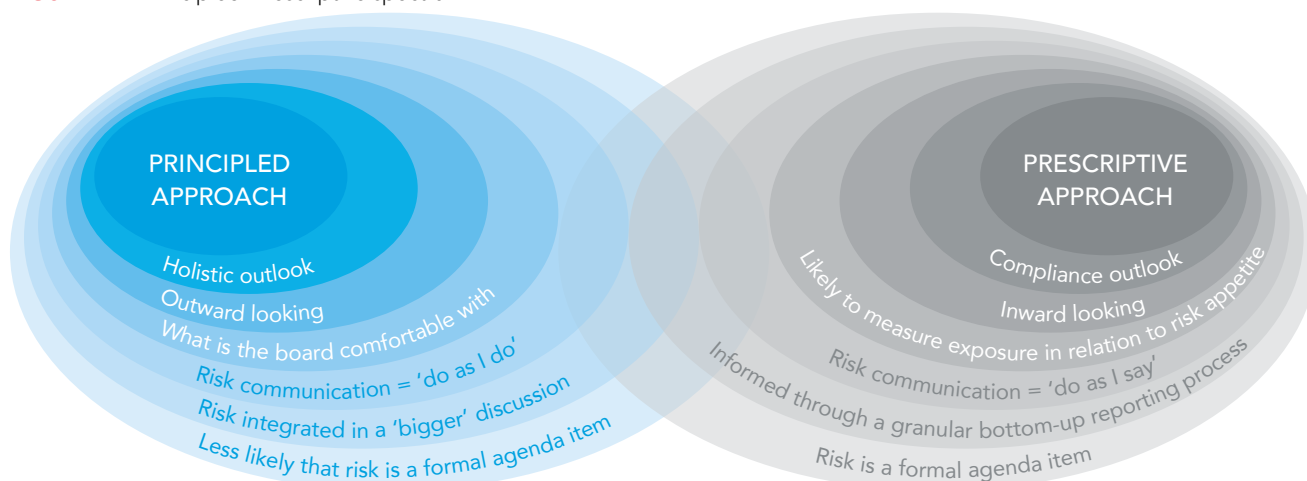 PRINCIPLED
APPROACH
Holistic outlook
Outward looking
What is the board comfortable with
Risk communication = ‘do as I do’
Risk integrated in a ‘bigger’ discussion
Less likely that risk is a formal agenda item
PRESCRIPTIVE
APPROACH
Compliance outlook
Inward looking
Likely to measure exposure in relation to risk appetite
Risk communication = ‘do as I say’
Informed through a granular bottom-up reporting process
Risk is a formal agenda item